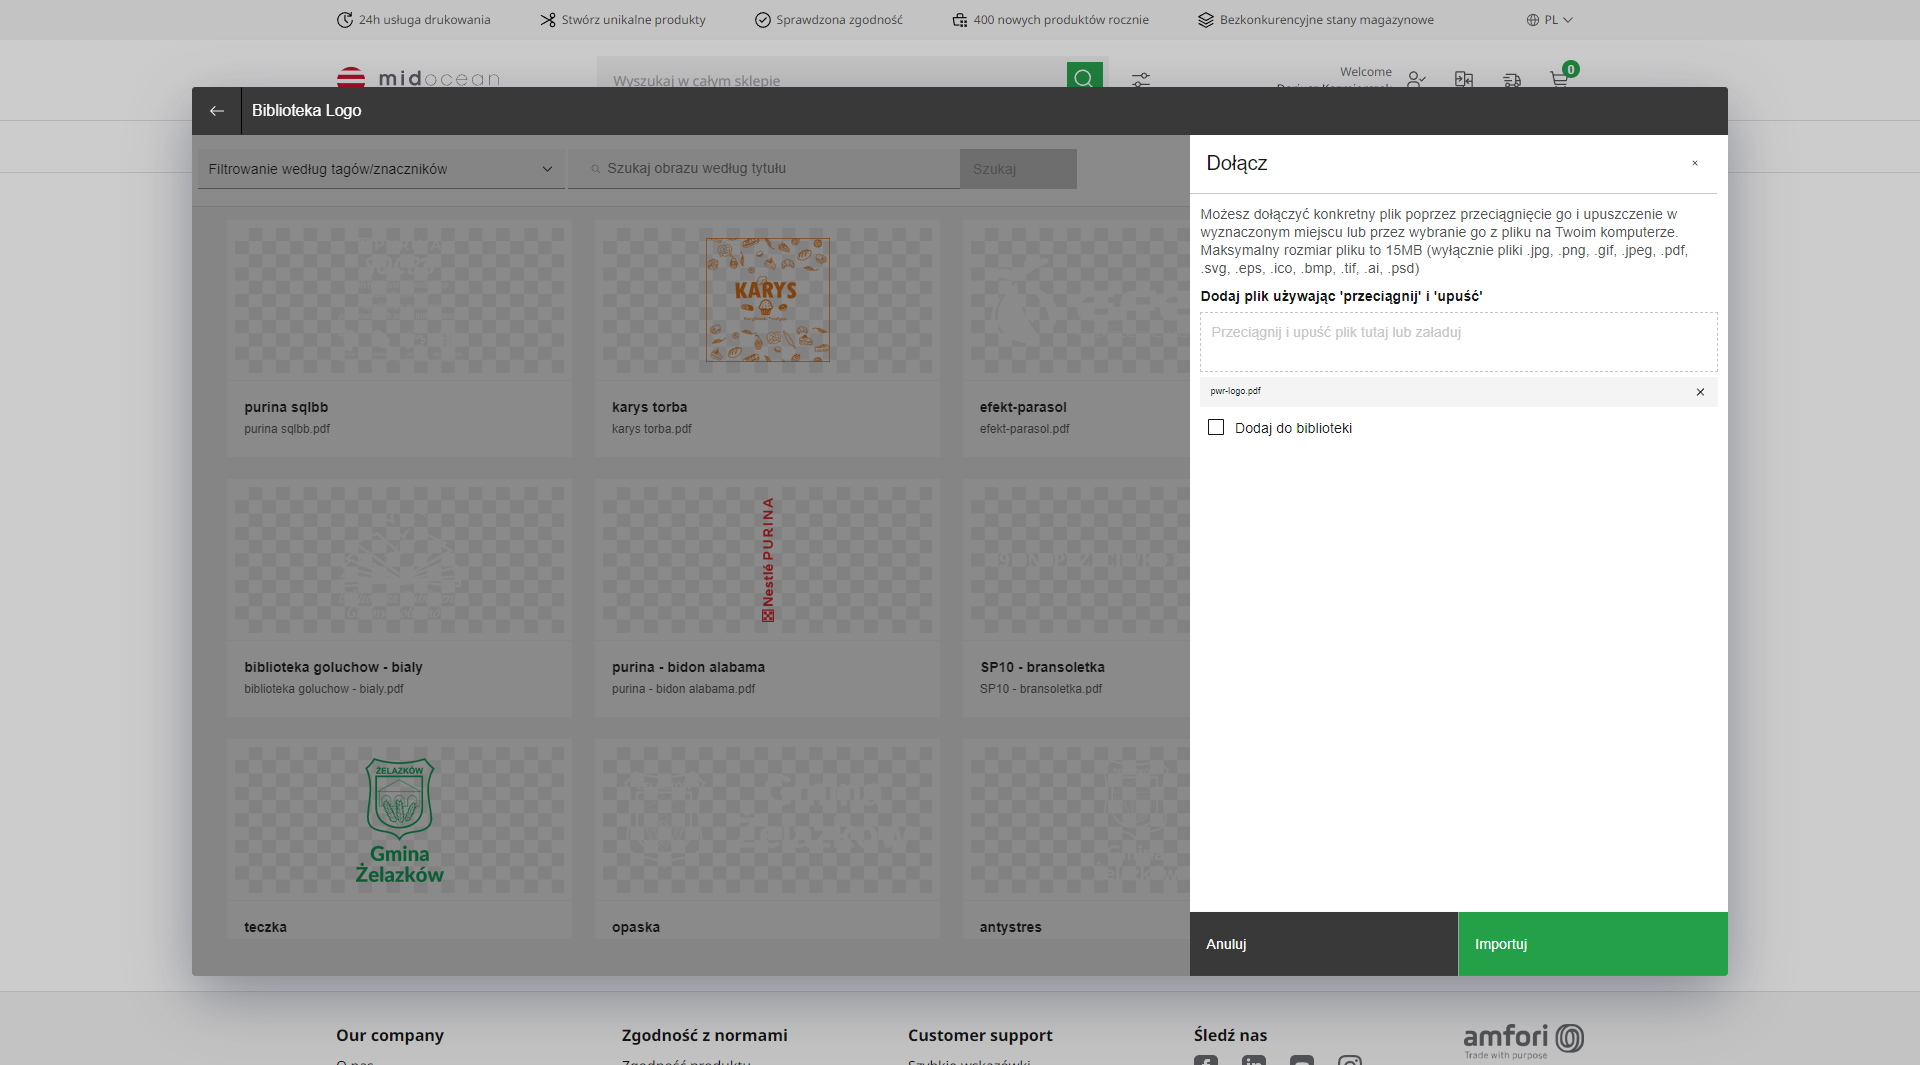 24h usługa drukowania
Stwórz unikalne produkty
Sprawdzona zgodność
400 nowych produktów rocznie
Bezkonkurencyjne stany magazynowe
PL
midocean
Wyszukaj w całym sklepie
Welcome
0
Biblioteka Logo
Filtrowanie według tagów/znaczników
Szukaj obrazu według tytułu
Szukaj
KARYS
purina sqlbb
purina sqlbb.pdf
karys torba
karys torba.pdf
efekt-parasol
efekt-parasol.pdf
Nestlé PURINA
biblioteka goluchow - bialy
biblioteka goluchow - bialy.pdf
purina - bidon alabama
purina - bidon alabama.pdf
SP10 - bransoletka
SP10 - bransoletka.pdf
ŻELAZKÓW
Gmina
Żelazków
Gmina
Żelazków
teczka
opaska
antystres
Dołącz
Możesz dołączyć konkretny plik poprzez przeciągnięcie go i upuszczenie w
wyznaczonym miejscu lub przez wybranie go z pliku na Twoim komputerze.
Maksymalny rozmiar pliku to 15MB (wyłącznie pliki .jpg, .png, .gif, .jpeg, .pdf,
.svg, .eps, .ico, .bmp, .tif, .ai, .psd)
Dodaj plik używając 'przeciągnij' i 'upuść'
Przeciągnij i upuść plik tutaj lub załaduj
pwr-logo.pdf
Dodaj do biblioteki
Anuluj
Importuj
Our company
Zgodność z normami
Customer support
Śledź nas
amfori
Trade with purpose
O nas
Zgodność produktu
Szybkie wskazówki